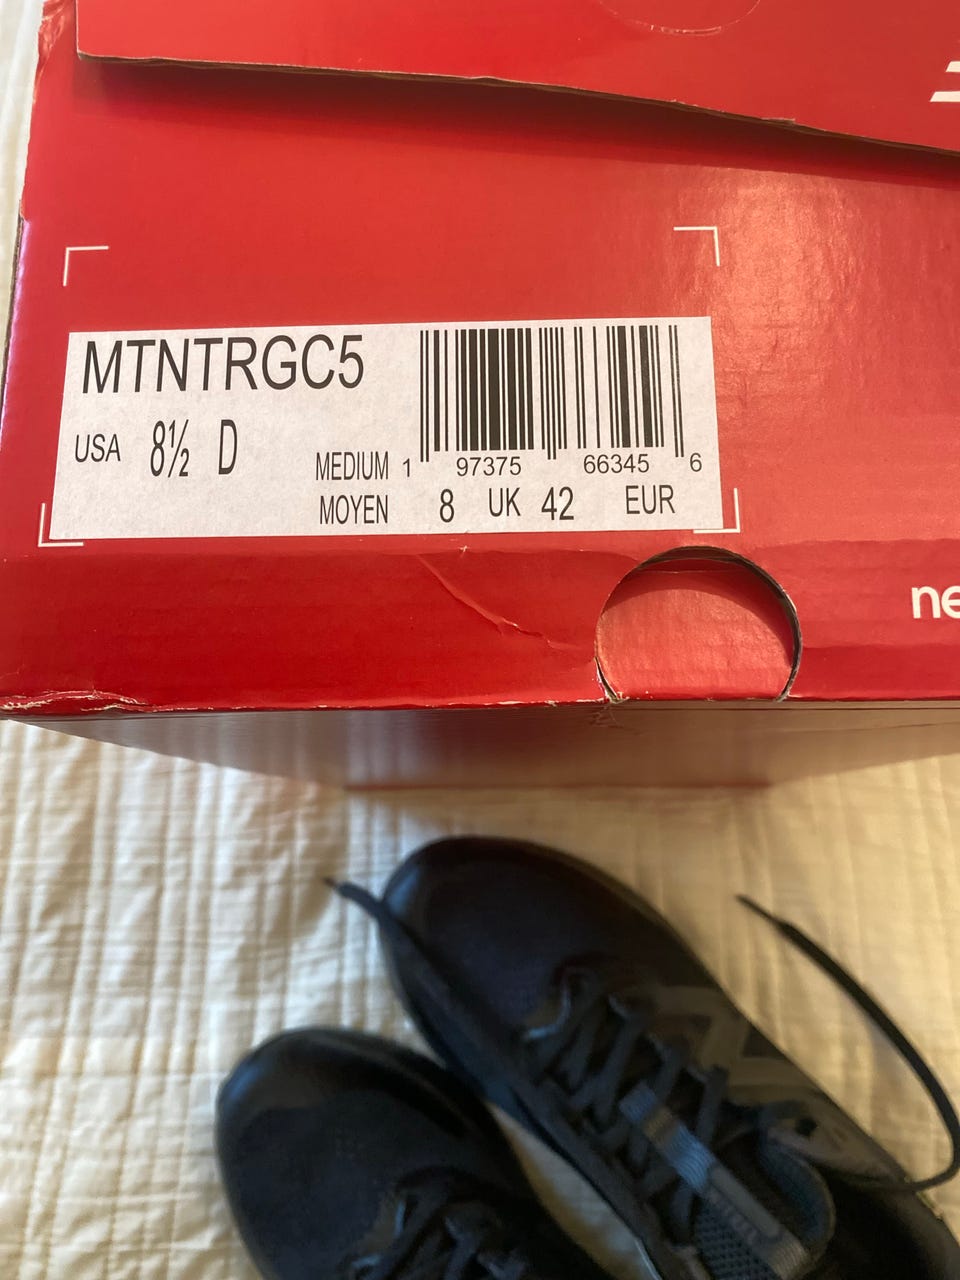 MTNTRGC5
USA 8½ D
MEDIUM
MOYEN
1 97375 66345 6
8 UK 42 EUR
ne